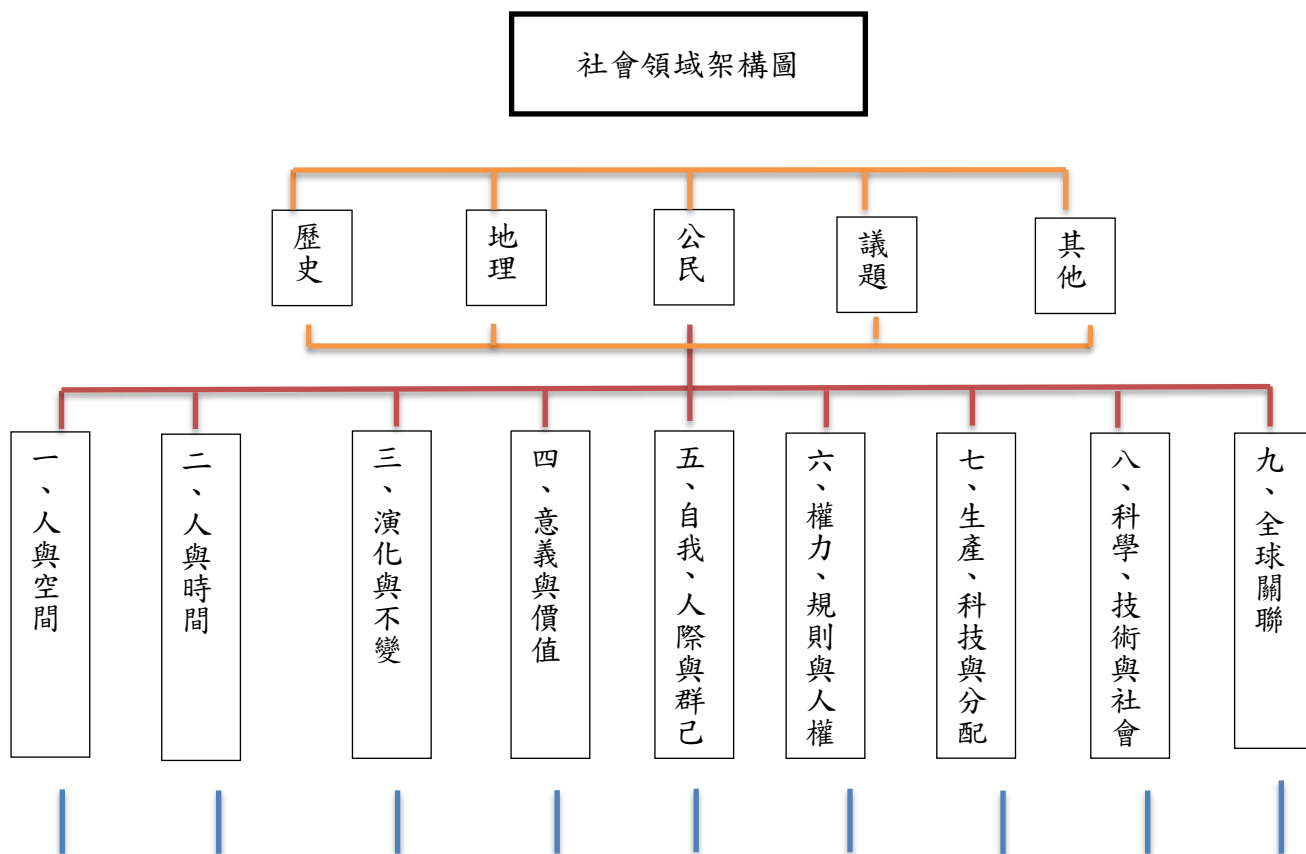 社會領域架構圖
歷史
地理
公民
議題
其他
一、人與空間
二、人與時間
三、演化與不變
四、意義與價值
五、自我、人際與群己
六、權力、規則與人權
七、生產、科技與分配
八、科學、技術與社會
九、全球關聯